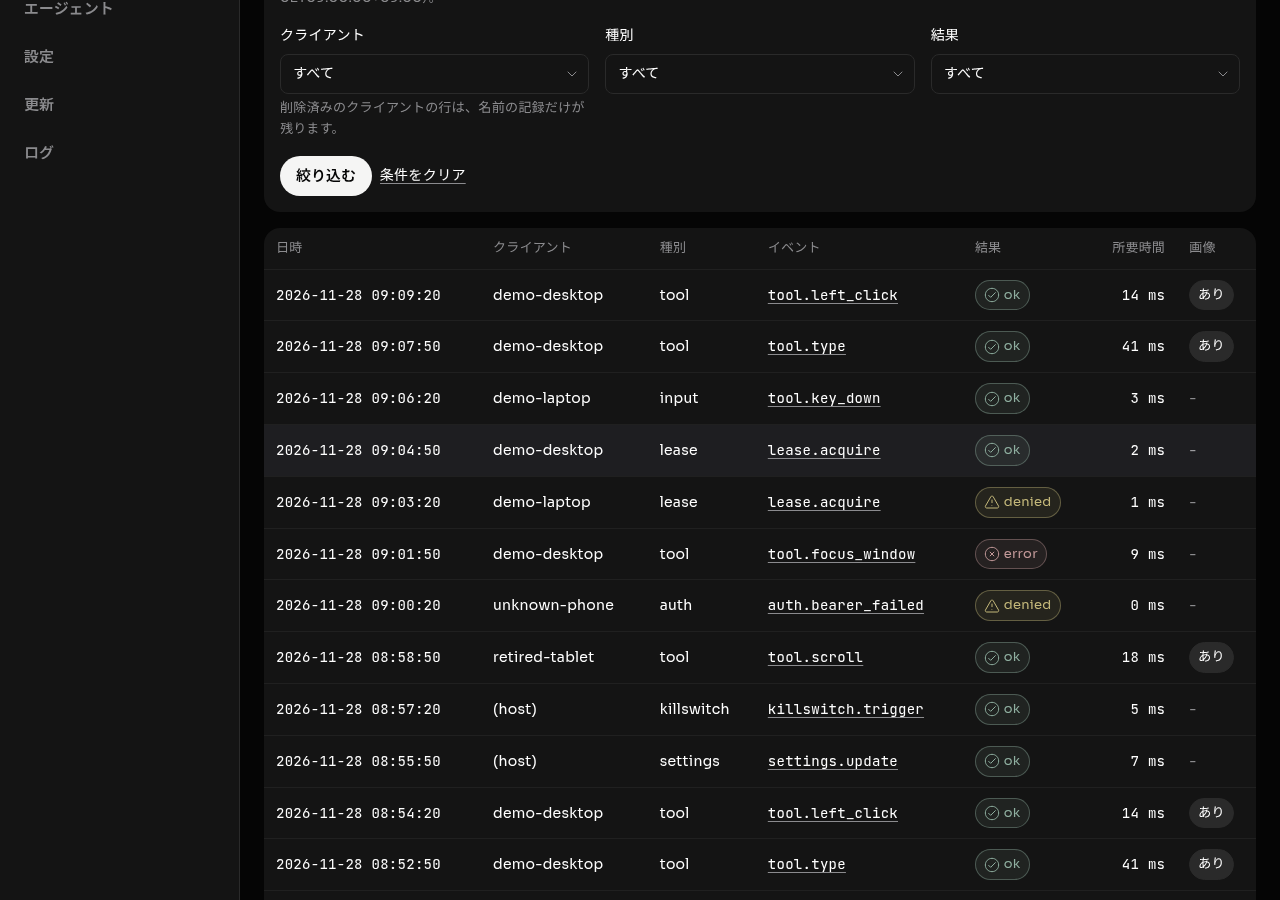 エージェント
設定
更新
ログ
クライアント 種別 結果
すべて すべて すべて
削除済みのクライアントの行は、名前の記録だけが
残ります。
絞り込む 条件をクリア
日時 クライアント 種別 イベント 結果 所要時間 画像
2026-11-28 09:09:20 demo-desktop tool tool.left_click ok 14 ms あり
2026-11-28 09:07:50 demo-desktop tool tool.type ok 41 ms あり
2026-11-28 09:06:20 demo-laptop input tool.key_down ok 3 ms -
2026-11-28 09:04:50 demo-desktop lease lease.acquire ok 2 ms -
2026-11-28 09:03:20 demo-laptop lease lease.acquire denied 1 ms -
2026-11-28 09:01:50 demo-desktop tool tool.focus_window error 9 ms -
2026-11-28 09:00:20 unknown-phone auth auth.bearer_failed denied 0 ms -
2026-11-28 08:58:50 retired-tablet tool tool.scroll ok 18 ms あり
2026-11-28 08:57:20 (host) killswitch killswitch.trigger ok 5 ms -
2026-11-28 08:55:50 (host) settings settings.update ok 7 ms -
2026-11-28 08:54:20 demo-desktop tool tool.left_click ok 14 ms あり
2026-11-28 08:52:50 demo-desktop tool tool.type ok 41 ms あり